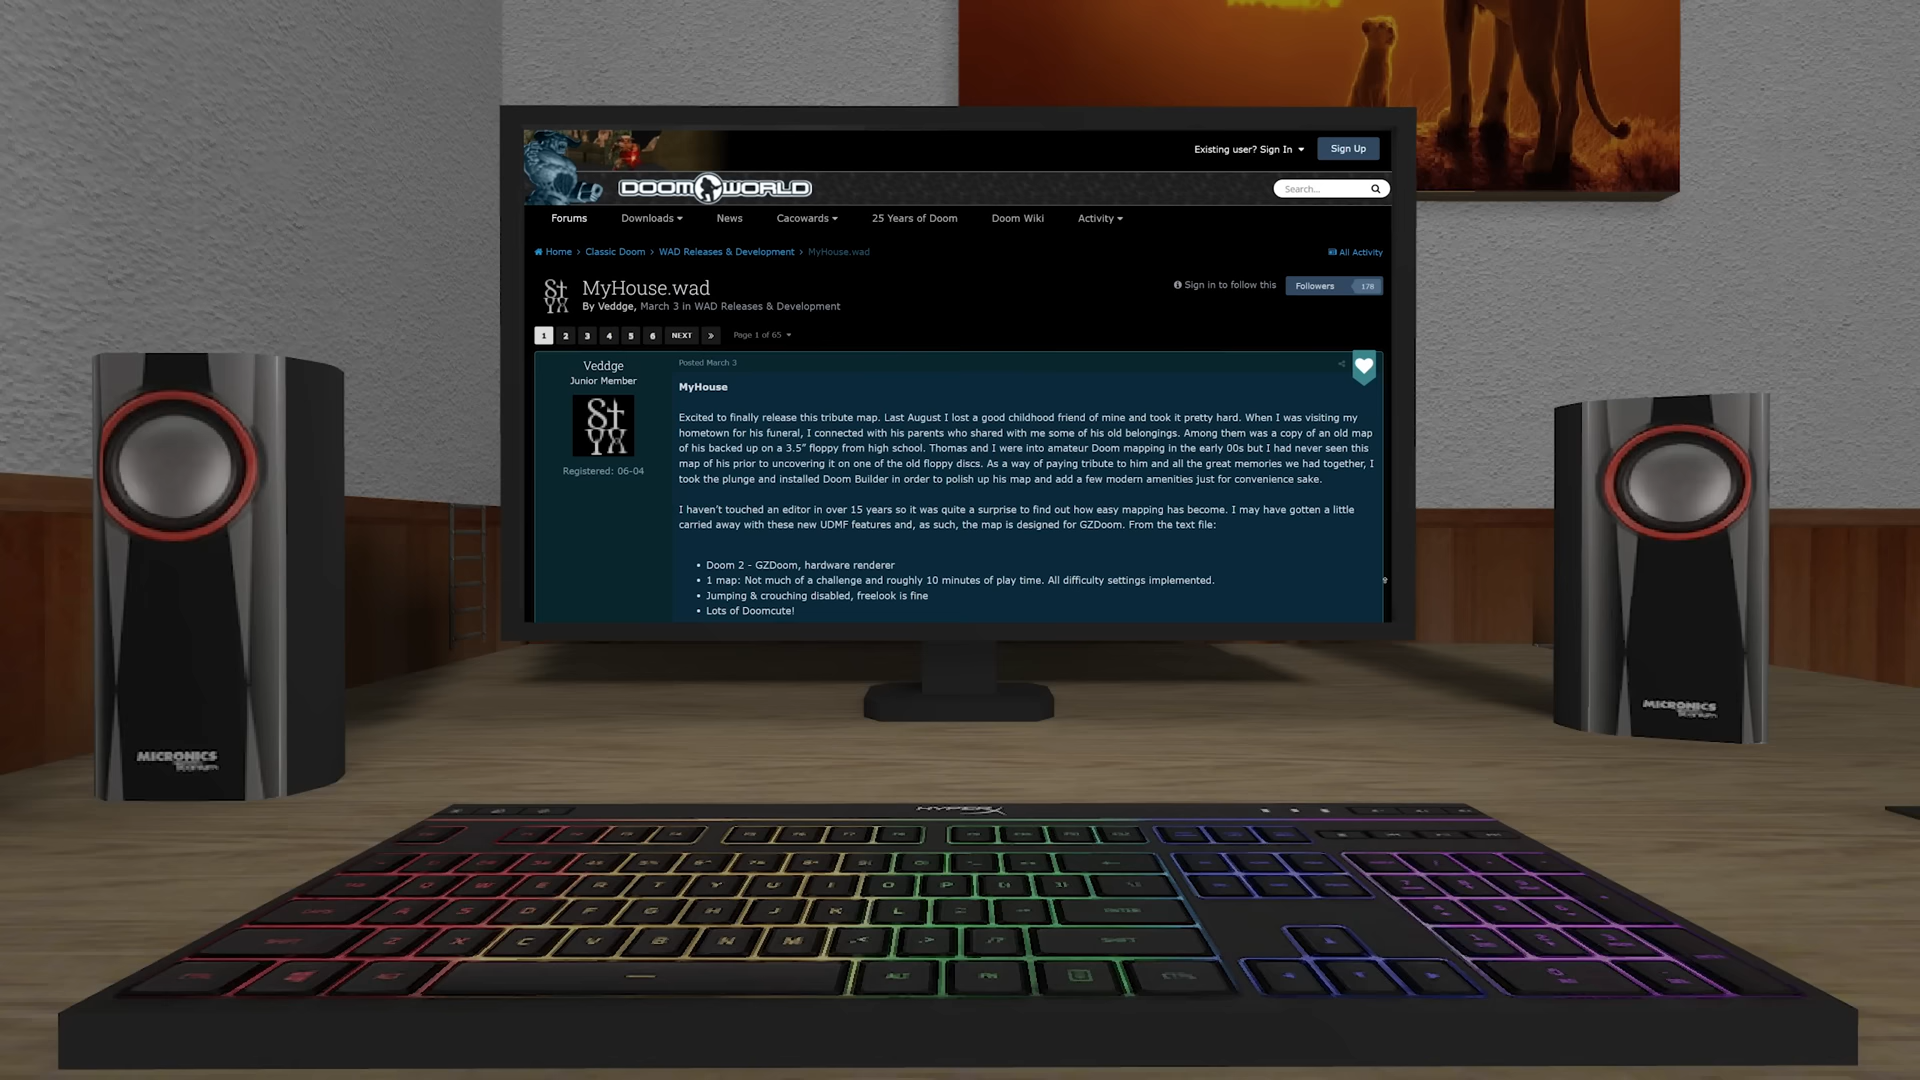 Existing user? Sign In
Sign Up
DOOMWORLD
Search...
Forums
Downloads
News
Cacowards
25 Years of Doom
Doom Wiki
Activity
Home › Classic Doom › WAD Releases & Development › MyHouse.wad
All Activity
St
YX
MyHouse.wad
Sign in to follow this
Followers 178
By Veddge, March 3 in WAD Releases & Development
1 2 3 4 5 6 NEXT » Page 1 of 65
Veddge
Junior Member
St
YX
Registered: 06-04
Posted March 3
MyHouse
Excited to finally release this tribute map. Last August I lost a good childhood friend of mine and took it pretty hard. When I was visiting my
hometown for his funeral, I connected with his parents who shared with me some of his old belongings. Among them was a copy of an old map
of his backed up on a 3.5” floppy from high school. Thomas and I were into amateur Doom mapping in the early 00s but I had never seen this
map of his prior to uncovering it on one of the old floppy discs. As a way of paying tribute to him and all the great memories we had together, I
took the plunge and installed Doom Builder in order to polish up his map and add a few modern amenities just for convenience sake.
I haven’t touched an editor in over 15 years so it was quite a surprise to find out how easy mapping has become. I may have gotten a little
carried away with these new UDMF features and, as such, the map is designed for GZDoom. From the text file:
• Doom 2 - GZDoom, hardware renderer
• 1 map: Not much of a challenge and roughly 10 minutes of play time. All difficulty settings implemented.
• Jumping & crouching disabled, freelook is fine
• Lots of Doomcute!
MICRONICS
Titanium
MICRONICS
Titanium
HYPERX
Q W E R T Y U I O P
A S D F G H J K L
ENTER
Z X C V B N M
SHIFT
ALT
ALT
FN
CTRL